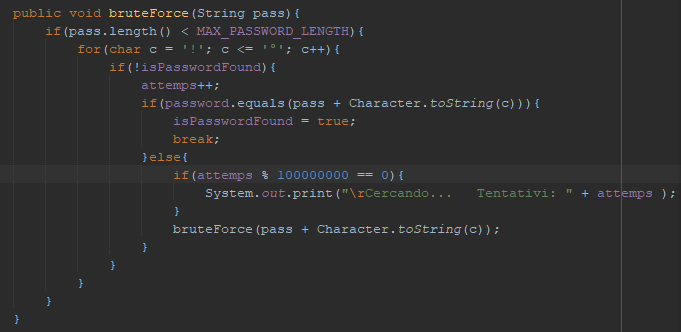 public void bruteForce(String pass){
if(pass.length() < MAX_PASSWORD_LENGTH){
for(char c = '!'; c <= '°'; c++){
if(!isPasswordFound){
attemps++;
if(password.equals(pass + Character.toString(c))){
isPasswordFound = true;
break;
}else{
if(attemps % 100000000 == 0){
System.out.print("\rCercando...   Tentativi: " + attemps );
}
bruteForce(pass + Character.toString(c));
}
}
}
}
}